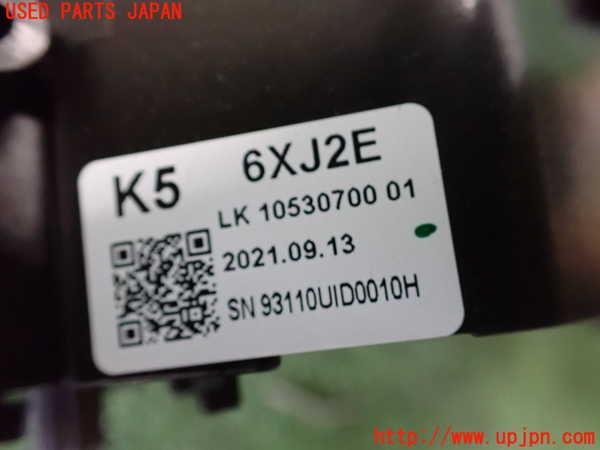 USED PARTS JAPAN
K5 6XJ2E
LK 10530700 01
2021.09.13
SN 93110UID0010H
http://www.upjpn.com/